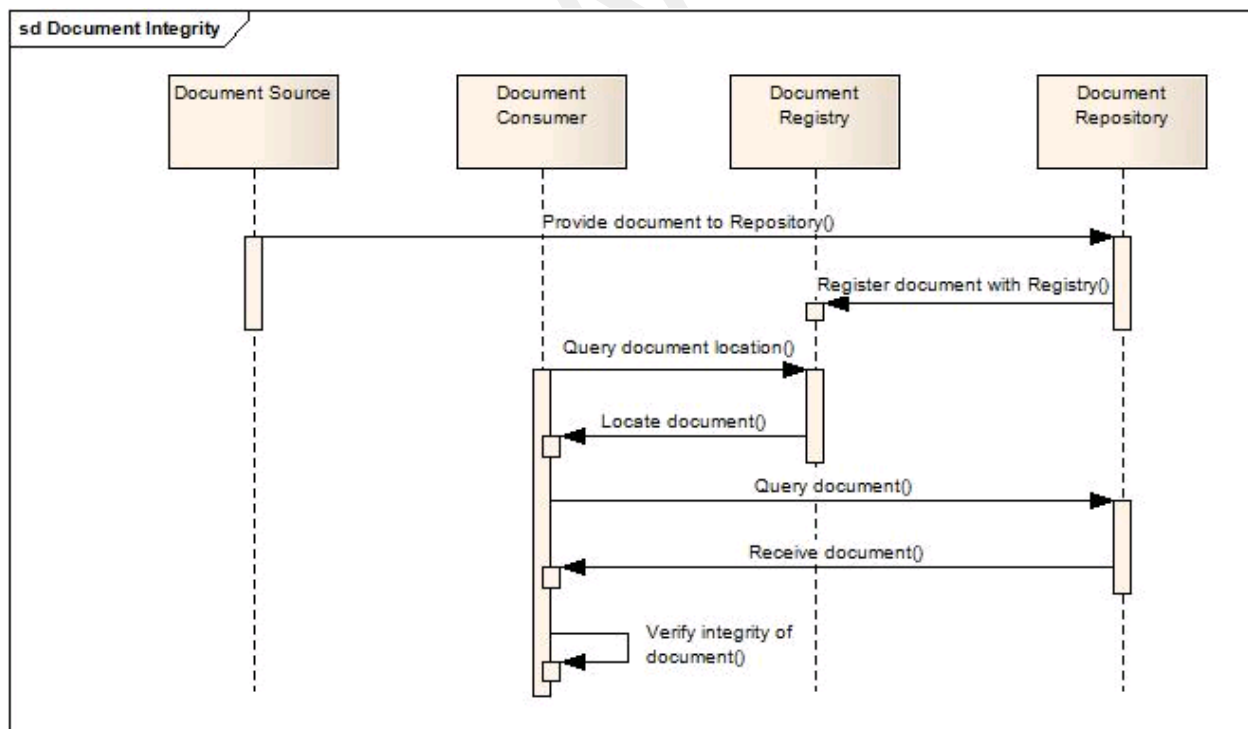 sd Document Integrity
Document Source
Document
Consumer
Document
Registry
Document
Repository
Provide document to Repository()
Register document with Registry()
Query document location()
Locate document()
Query document()
Receive document()
Verify integrity of
document()